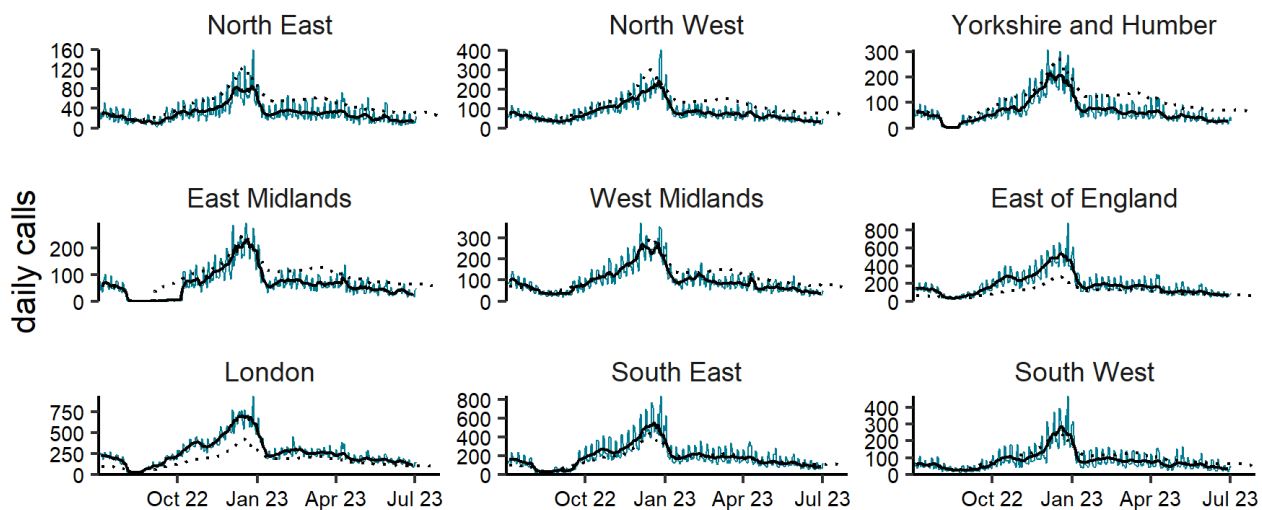 North East North West Yorkshire and Humber
160 400 300
120 300 200
80 200 100
40 100 0
0 0
East Midlands West Midlands East of England
200 300 800
100 200 600
0 100 400
0 200
0
daily calls
London South East South West
750 800 400
500 600 300
250 400 200
0 200 100
0 0
Oct 22 Jan 23 Apr 23 Jul 23 Oct 22 Jan 23 Apr 23 Jul 23 Oct 22 Jan 23 Apr 23 Jul 23